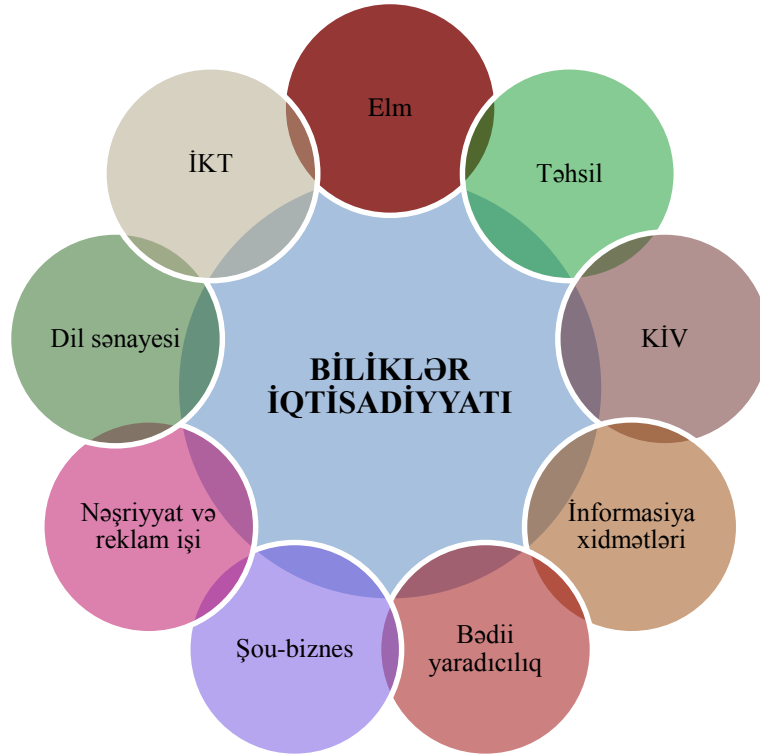 Elm
Təhsil
KİV
İnformasiya
xidmətləri
Bədii
yaradıcılıq
Şou-biznes
Nəşriyyat və
reklam işi
Dil sənayesi
İKT
BİLİKLƏR
İQTİSADİYYATI